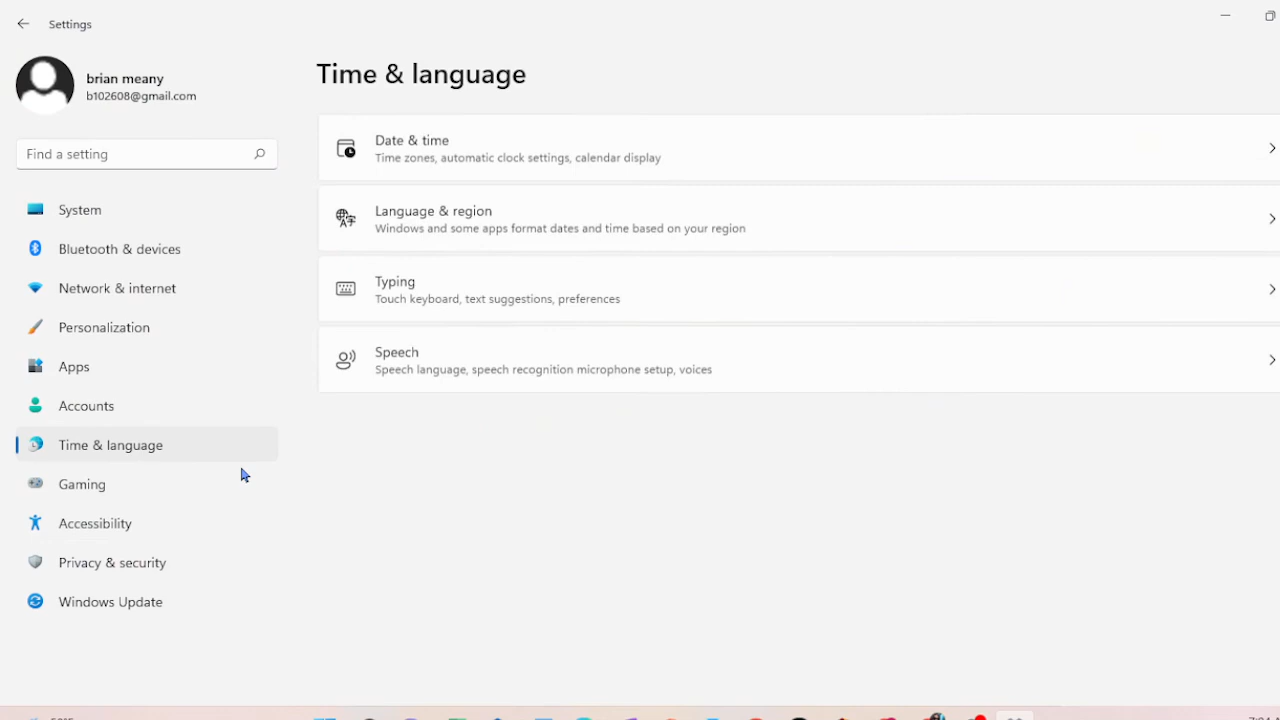 Settings
brian meany
b102608@gmail.com
Find a setting
System
Bluetooth & devices
Network & internet
Personalization
Apps
Accounts
Time & language
Gaming
Accessibility
Privacy & security
Windows Update
Time & language
Date & time
Time zones, automatic clock settings, calendar display
Language & region
Windows and some apps format dates and time based on your region
Typing
Touch keyboard, text suggestions, preferences
Speech
Speech language, speech recognition microphone setup, voices